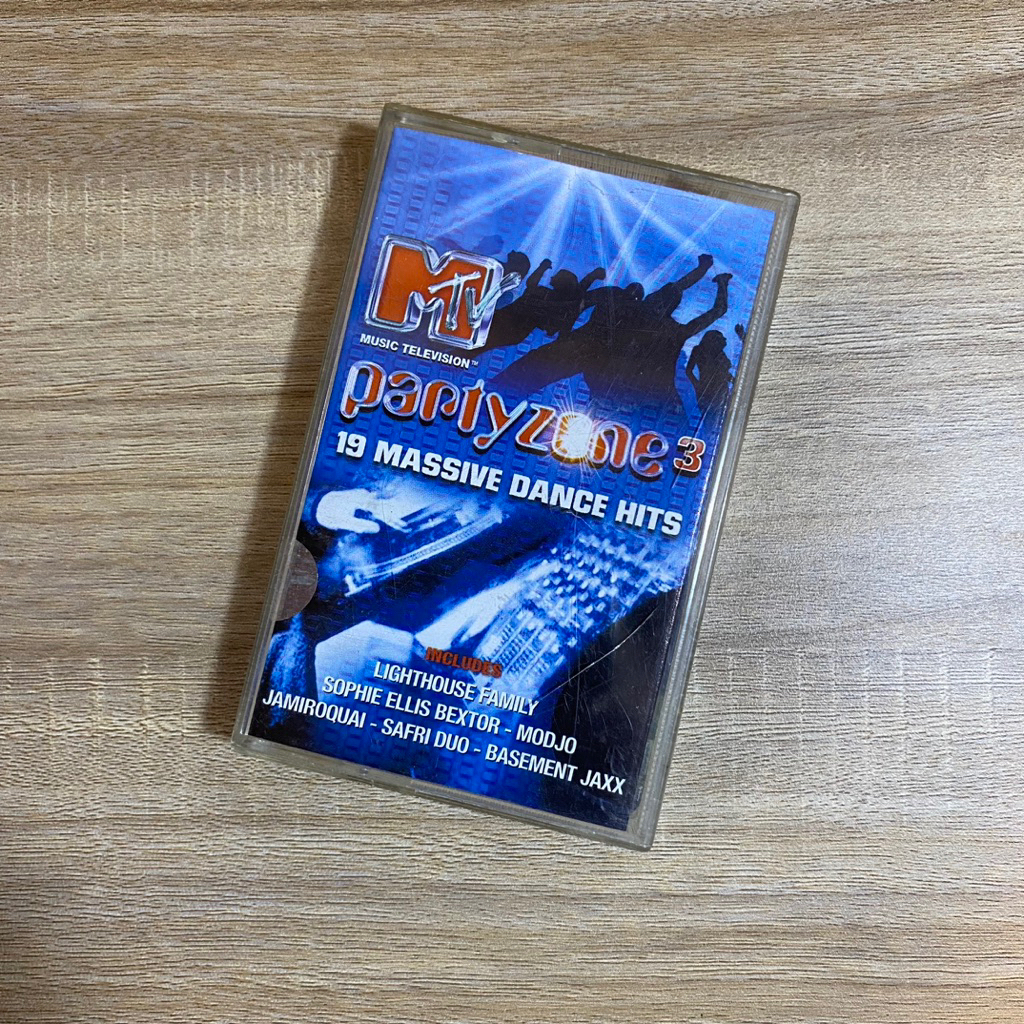 MTV
MUSIC TELEVISION™
partyzone 3
19 MASSIVE DANCE HITS
INCLUDES
LIGHTHOUSE FAMILY
SOPHIE ELLIS BEXTOR - MODJO
JAMIROQUAI - SAFRI DUO - BASEMENT JAXX